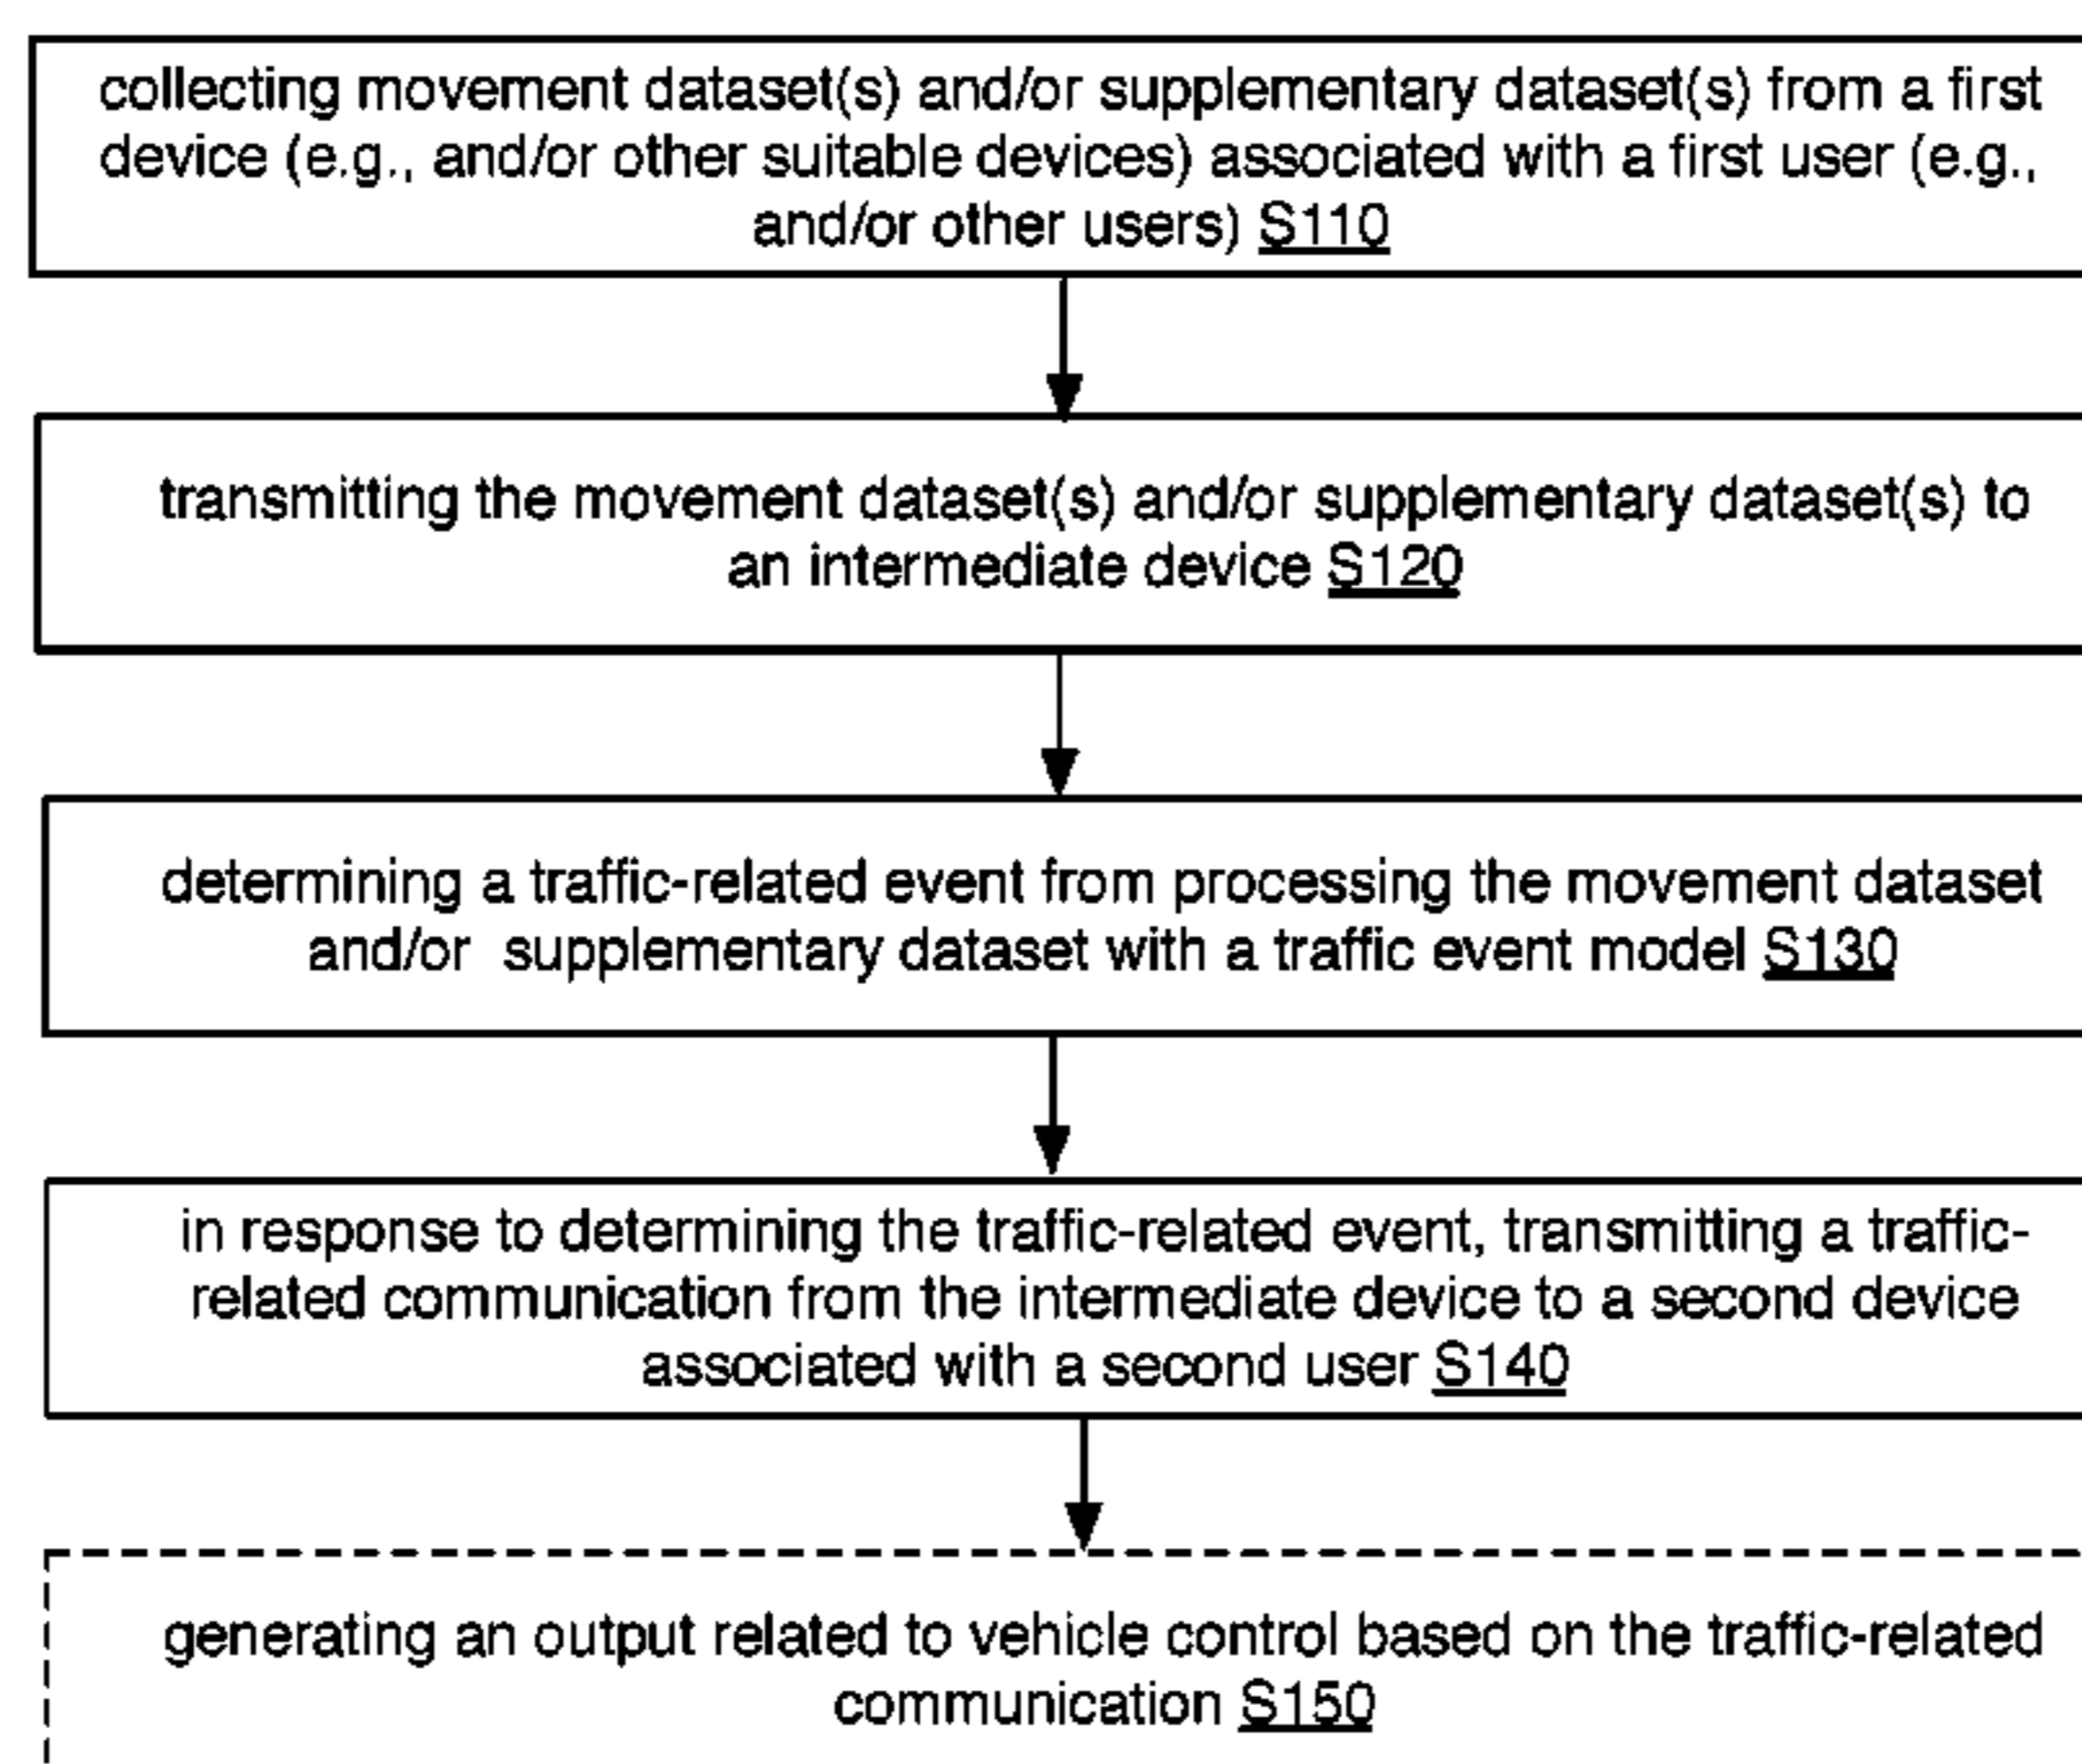 collecting movement dataset(s) and/or supplementary dataset(s) from a first
device (e.g., and/or other suitable devices) associated with a first user (e.g.,
and/or other users) S110
transmitting the movement dataset(s) and/or supplementary dataset(s) to
an intermediate device S120
determining a traffic-related event from processing the movement dataset
and/or supplementary dataset with a traffic event model S130
in response to determining the traffic-related event, transmitting a traffic-
related communication from the intermediate device to a second device
associated with a second user S140
generating an output related to vehicle control based on the traffic-related
communication S150